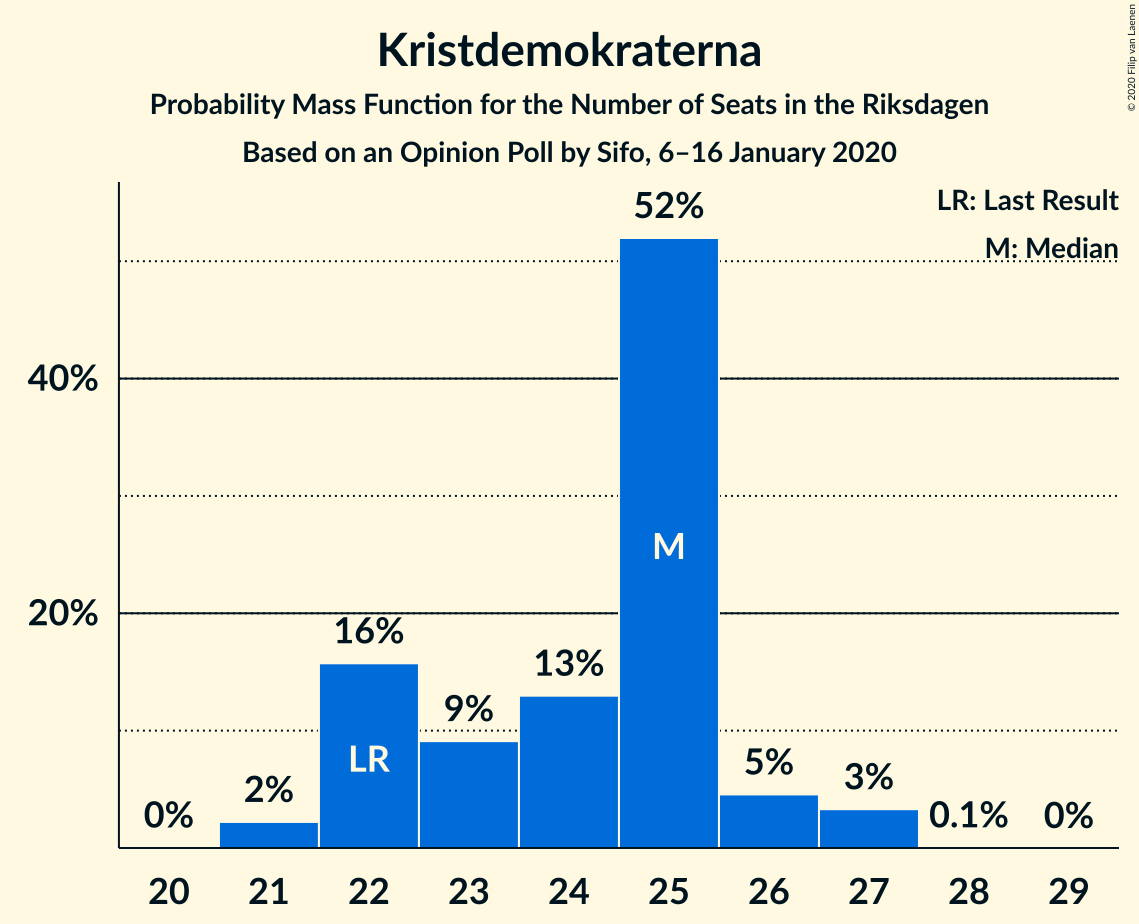 Kristdemokraterna
Probability Mass Function for the Number of Seats in the Riksdagen
Based on an Opinion Poll by Sifo, 6–16 January 2020
© 2020 Filip van Laenen
LR: Last Result
M: Median
52%
40%
M
20%
16%
13%
9%
LR
5%
3%
2%
0%
0.1%
0%
20 21 22 23 24 25 26 27 28 29